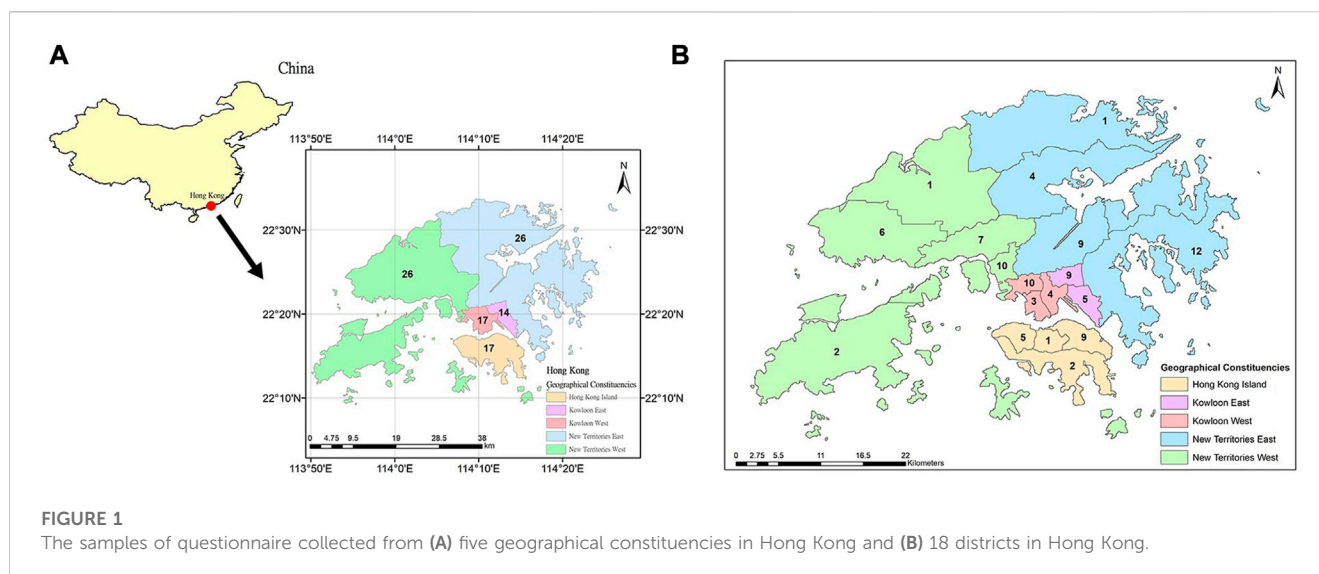 A
China
Hong Kong
113°50'E 114°0'E 114°10'E 114°20'E
N
22°30'N
22°20'N
22°10'N
22°30'N
22°20'N
22°10'N
26
26
14
17
17
Hong Kong
Geographical Constituencies
Hong Kong Island
Kowloon East
Kowloon West
New Territories East
New Territories West
0 4.75 9.5 19 28.5 38
km
113°50'E 114°0'E 114°10'E 114°20'E
B
N
1
4
1
6
7
9
12
10
9
10
4
3
5
5
1
9
2
2
Geographical Constituencies
Hong Kong Island
Kowloon East
Kowloon West
New Territories East
New Territories West
0 2.75 5.5 11 16.5 22
Kilometers
FIGURE 1
The samples of questionnaire collected from (A) five geographical constituencies in Hong Kong and (B) 18 districts in Hong Kong.